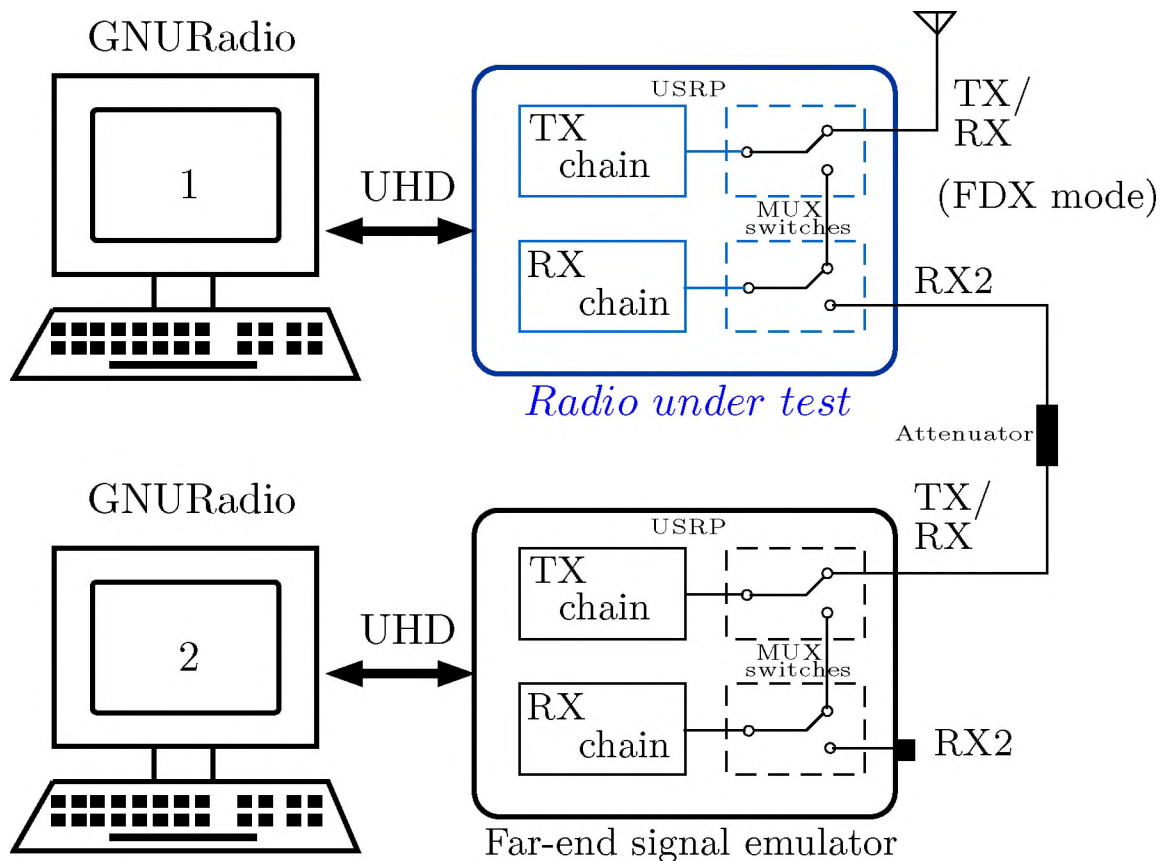 GNURadio
1
UHD
USRP
TX
chain
RX
chain
MUX
switches
TX/
RX
(FDX mode)
RX2
Radio under test
Attenuator
GNURadio
2
UHD
USRP
TX
chain
RX
chain
MUX
switches
TX/
RX
RX2
Far-end signal emulator